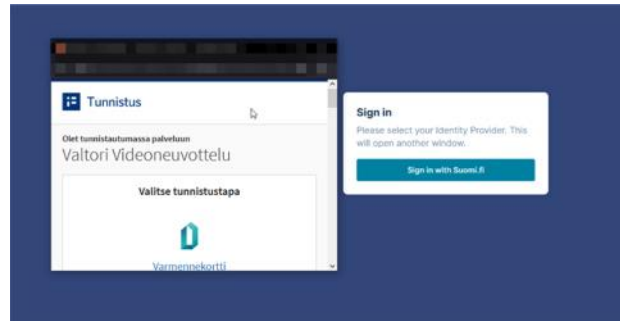 Tunnistus
Olet tunnistautumassa palveluun
Valtori Videoneuvottelu
Valitse tunnistustapa
Varmennekortti
Sign in
Please select your Identity Provider. This
will open another window.
Sign in with Suomi.fi